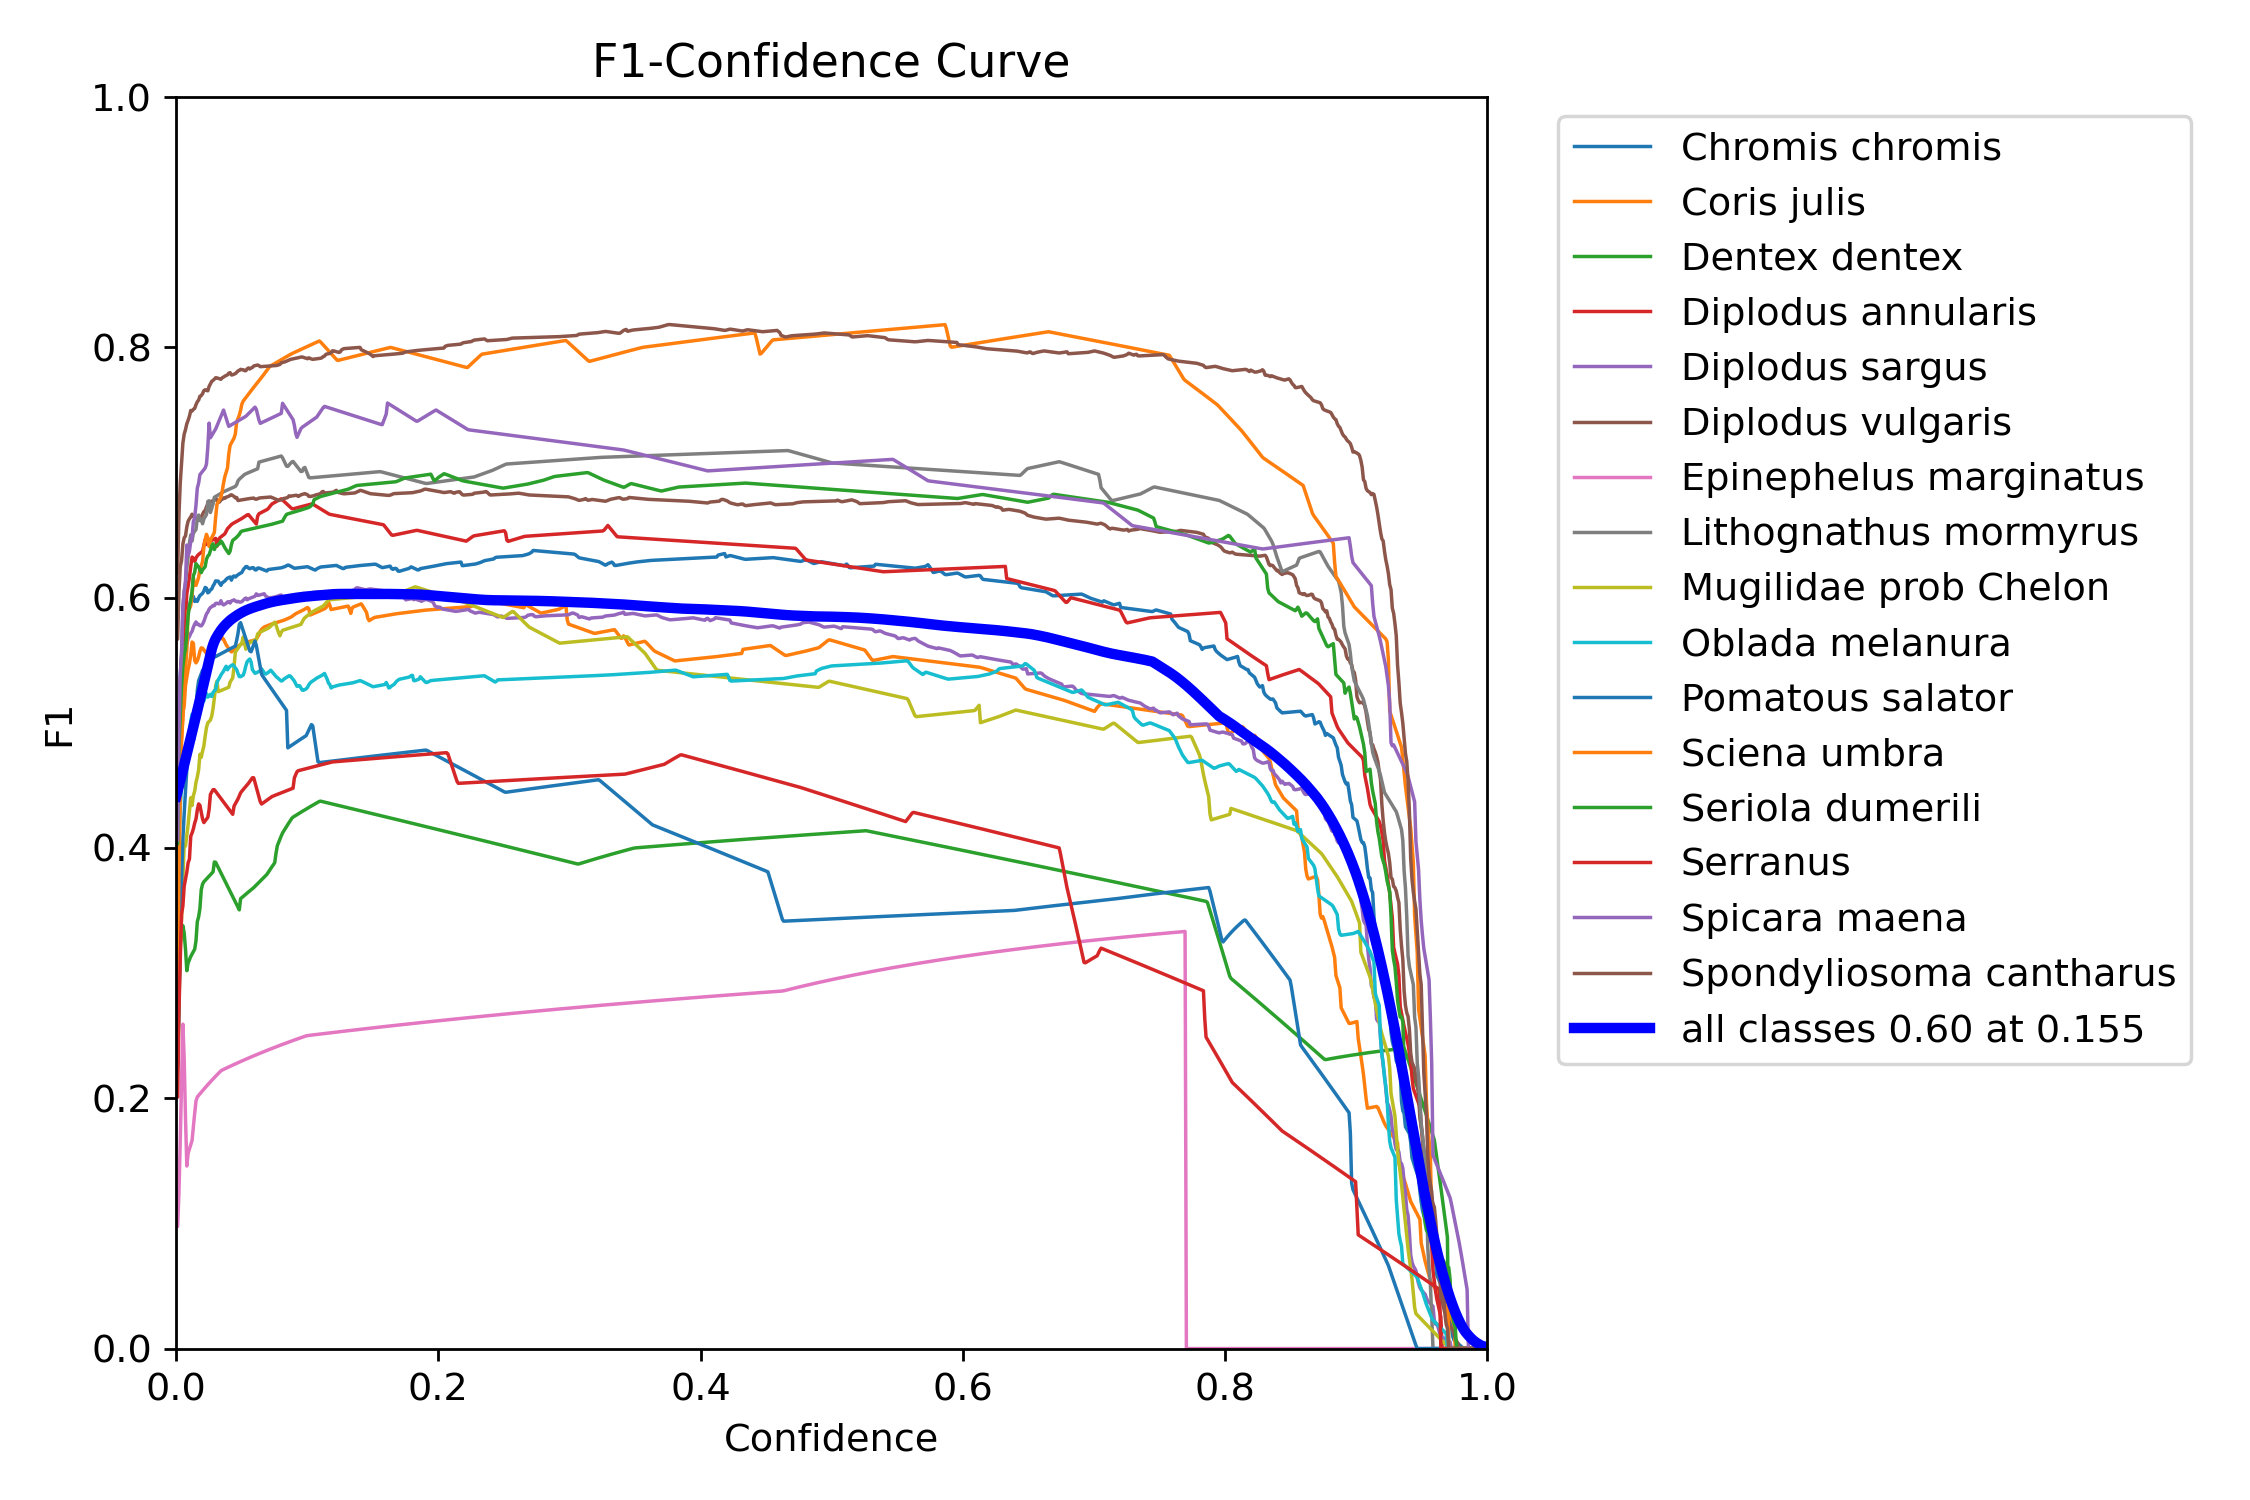 F1-Confidence Curve
1.0
0.8
0.6
0.4
0.2
0.0
F1
0.0 0.2 0.4 0.6 0.8 1.0
Confidence
Chromis chromis
Coris julis
Dentex dentex
Diplodus annularis
Diplodus sargus
Diplodus vulgaris
Epinephelus marginatus
Lithognathus mormyrus
Mugilidae prob Chelon
Oblada melanura
Pomatous salator
Sciena umbra
Seriola dumerili
Serranus
Spicara maena
Spondyliosoma cantharus
all classes 0.60 at 0.155